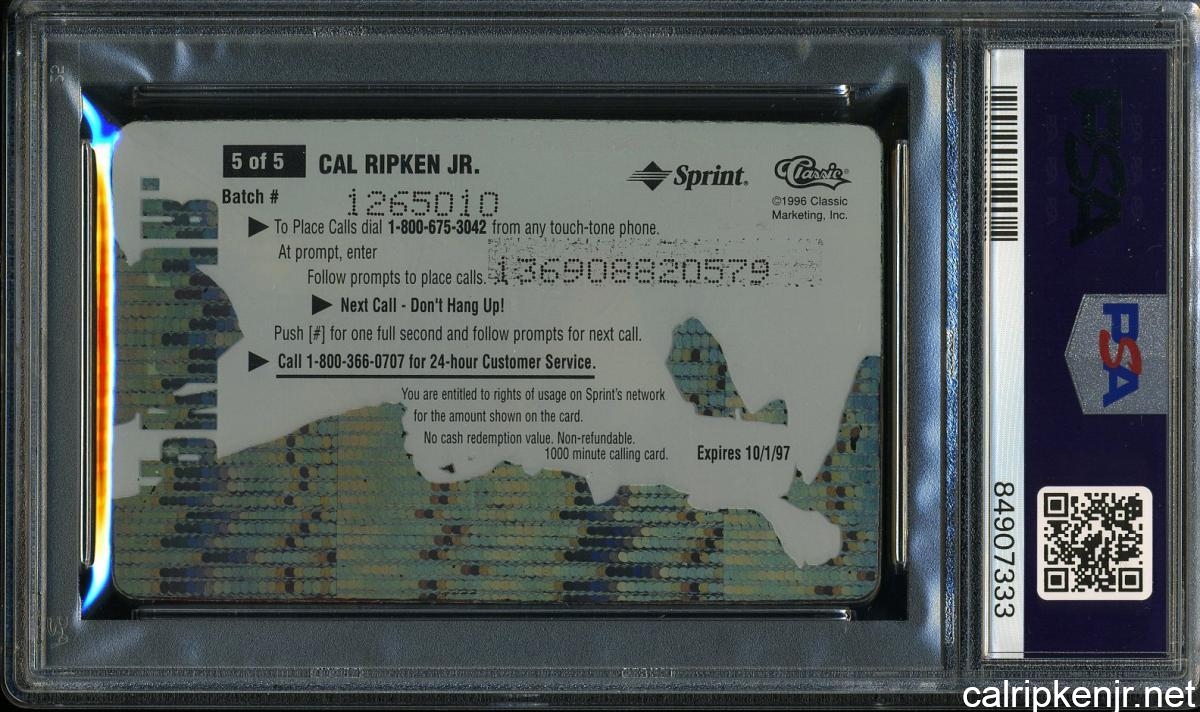 5 of 5 CAL RIPKEN JR.
Sprint®
Classic®
©1996 Classic
Marketing, Inc.
Batch # 1265010
To Place Calls dial 1-800-675-3042 from any touch-tone phone.
At prompt, enter 136908820579
Follow prompts to place calls.
Next Call - Don't Hang Up!
Push [#] for one full second and follow prompts for next call.
Call 1-800-366-0707 for 24-hour Customer Service.
You are entitled to rights of usage on Sprint's network
for the amount shown on the card.
No cash redemption value. Non-refundable.
1000 minute calling card.
Expires 10/1/97
PSA
PSA
84907333
calripkenjr.net